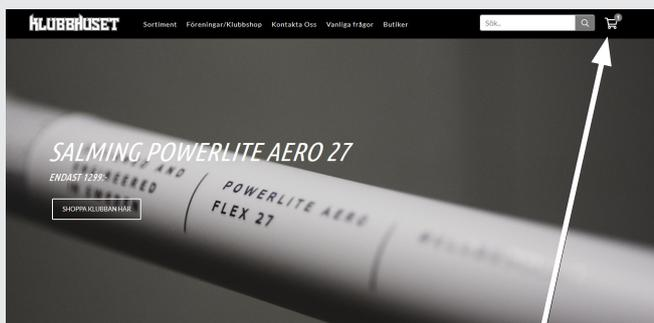 KLUBBHUSET
Sortiment Föreningar/Klubbshop Kontakta Oss Vanliga frågor Butiker
Sök..
SALMING POWERLITE AERO 27
ENDAST 1299:-
SHOPPA KLUBBAN HÄR
AND
POWERLITE AERO
FLEX 27